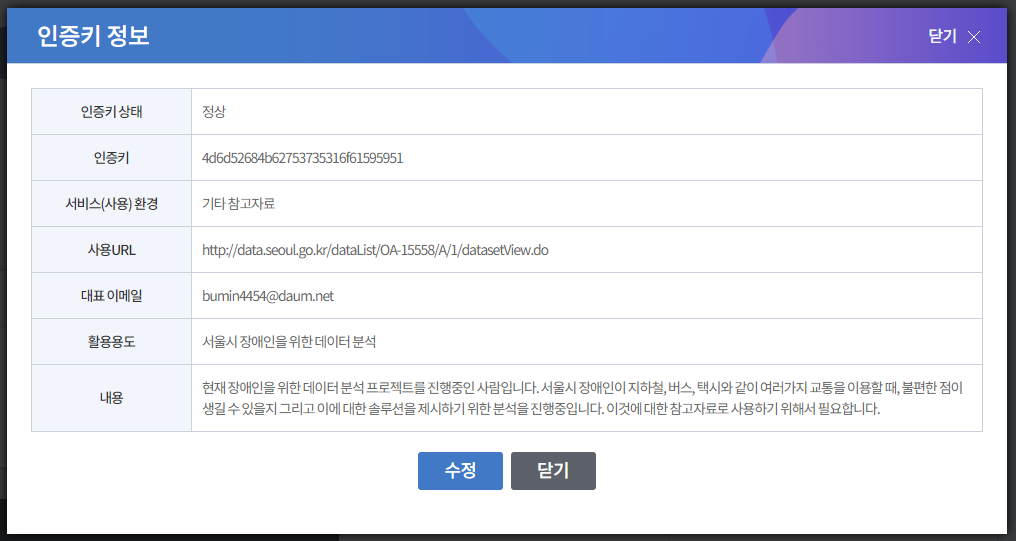 인증키 정보
닫기
인증키 상태
정상
인증키
4d6d52684b62753735316f61595951
서비스(사용) 환경
기타 참고자료
사용URL
http://data.seoul.go.kr/dataList/OA-15558/A/1/datasetView.do
대표 이메일
bumin4454@daum.net
활용용도
서울시 장애인을 위한 데이터 분석
내용
현재 장애인을 위한 데이터 분석 프로젝트를 진행중인 사람입니다. 서울시 장애인이 지하철, 버스, 택시와 같이 여러가지 교통을 이용할 때, 불편한 점이
생길 수 있을지 그리고 이에 대한 솔루션을 제시하기 위한 분석을 진행중입니다. 이것에 대한 참고자료로 사용하기 위해서 필요합니다.
수정
닫기